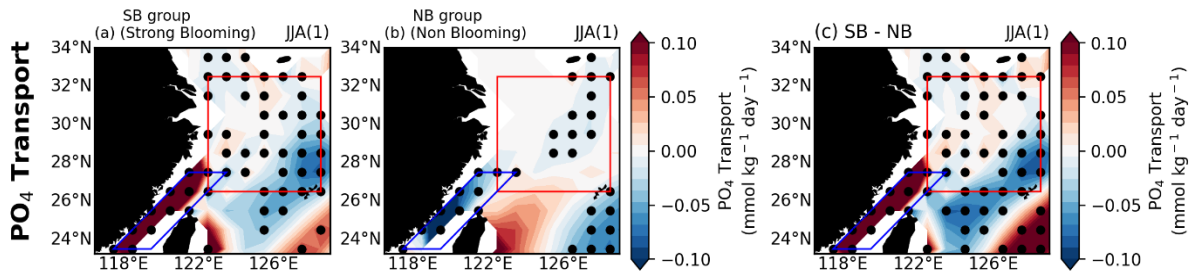 SB group
(a) (Strong Blooming) JJA(1)
NB group
(b) (Non Blooming) JJA(1)
(c) SB - NB JJA(1)
PO4 Transport
34°N
32°N
30°N
28°N
26°N
24°N
118°E 122°E 126°E
34°N
32°N
30°N
28°N
26°N
24°N
118°E 122°E 126°E
0.10
0.05
0.00
−0.05
−0.10
PO4 Transport
(mmol kg−1 day−1)
34°N
32°N
30°N
28°N
26°N
24°N
118°E 122°E 126°E
0.10
0.05
0.00
−0.05
−0.10
PO4 Transport
(mmol kg−1 day−1)